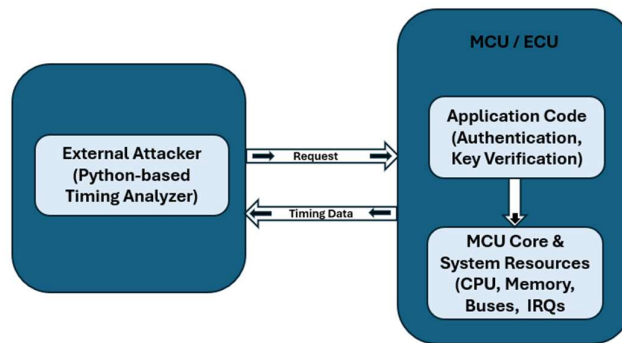 MCU / ECU
External Attacker
(Python-based
Timing Analyzer)
Request
Timing Data
Application Code
(Authentication,
Key Verification)
MCU Core &
System Resources
(CPU, Memory,
Buses, IRQs